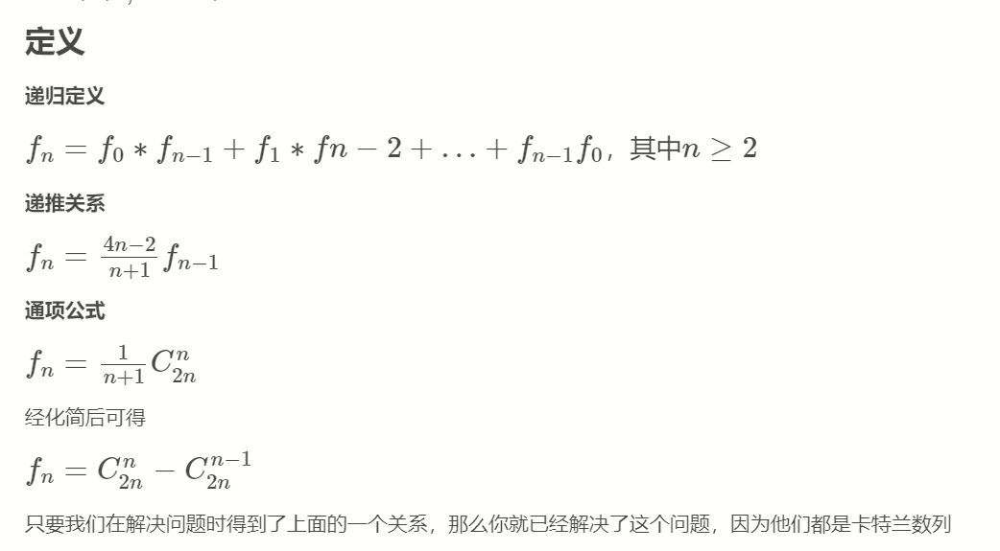 定义
递归定义
$f_n = f_0 * f_{n-1} + f_1 * fn-2 + \ldots + f_{n-1} f_0$，其中$n \geq 2$
递推关系
$f_n = \frac{4n-2}{n+1} f_{n-1}$
通项公式
$f_n = \frac{1}{n+1} C_{2n}^{n}$
经化简后可得
$f_n = C_{2n}^{n} - C_{2n}^{n-1}$
只要我们在解决问题时得到了上面的一个关系，那么你就已经解决了这个问题，因为他们都是卡特兰数列